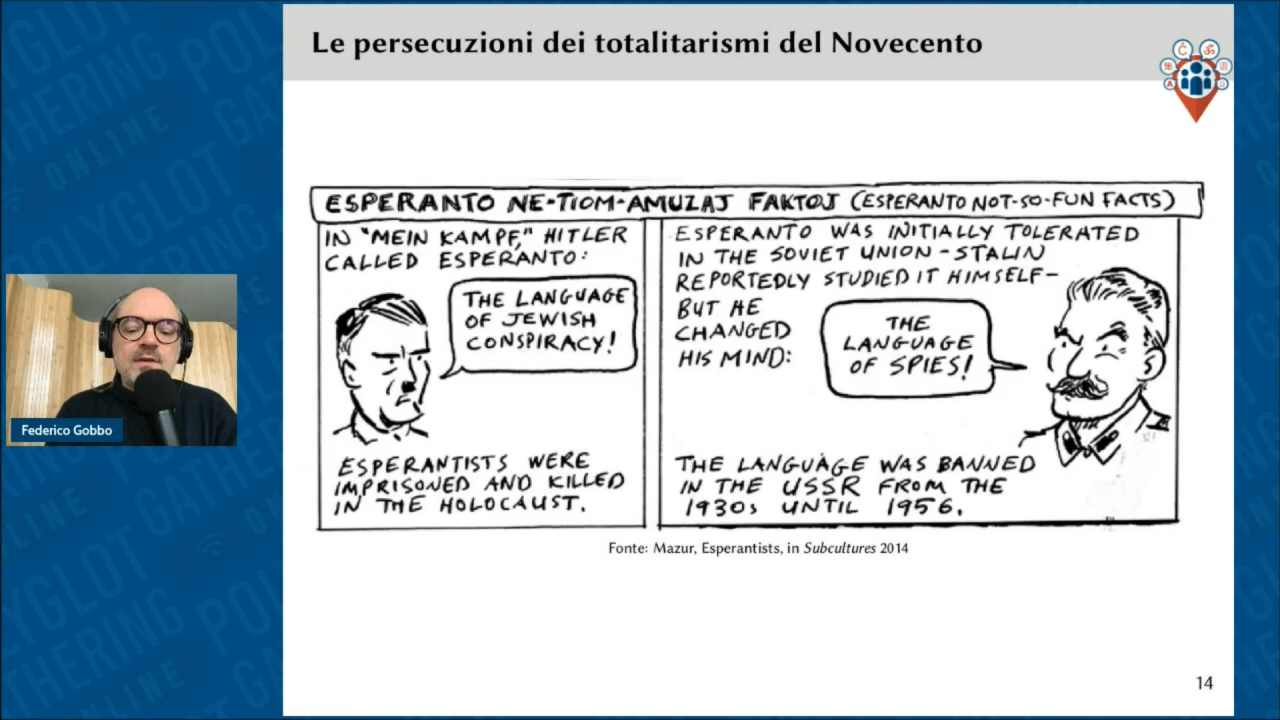 Le persecuzioni dei totalitarismi del Novecento
ESPERANTO NE-TIOM-AMUZAJ FAKTOJ (ESPERANTO NOT-SO-FUN FACTS)
IN "MEIN KAMPF," HITLER
CALLED ESPERANTO:
THE LANGUAGE
OF JEWISH
CONSPIRACY!
ESPERANTISTS WERE
IMPRISONED AND KILLED
IN THE HOLOCAUST.
ESPERANTO WAS INITIALLY TOLERATED
IN THE SOVIET UNION - STALIN
REPORTEDLY STUDIED IT HIMSELF -
BUT HE
CHANGED
HIS MIND:
THE
LANGUAGE
OF SPIES!
THE LANGUAGE WAS BANNED
IN THE USSR FROM THE
1930s UNTIL 1956.
Fonte: Mazur, Esperantists, in Subcultures 2014
14
Federico Gobbo
POLYGLOT
GATHERING
ONLINE